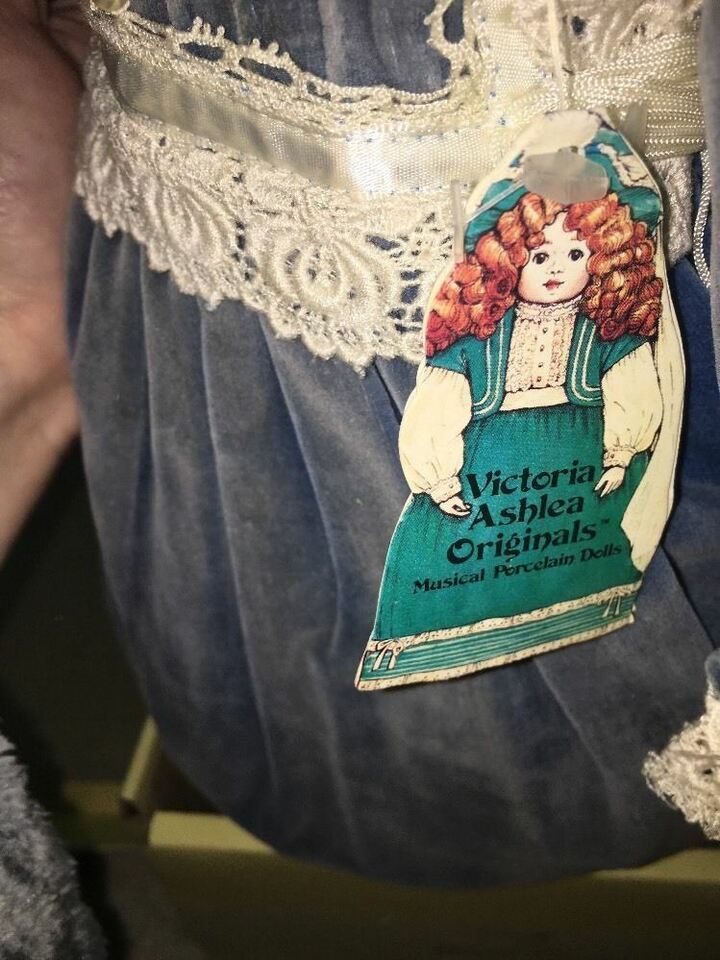 Victoria
Ashlea
Originals™
Musical Porcelain Dolls